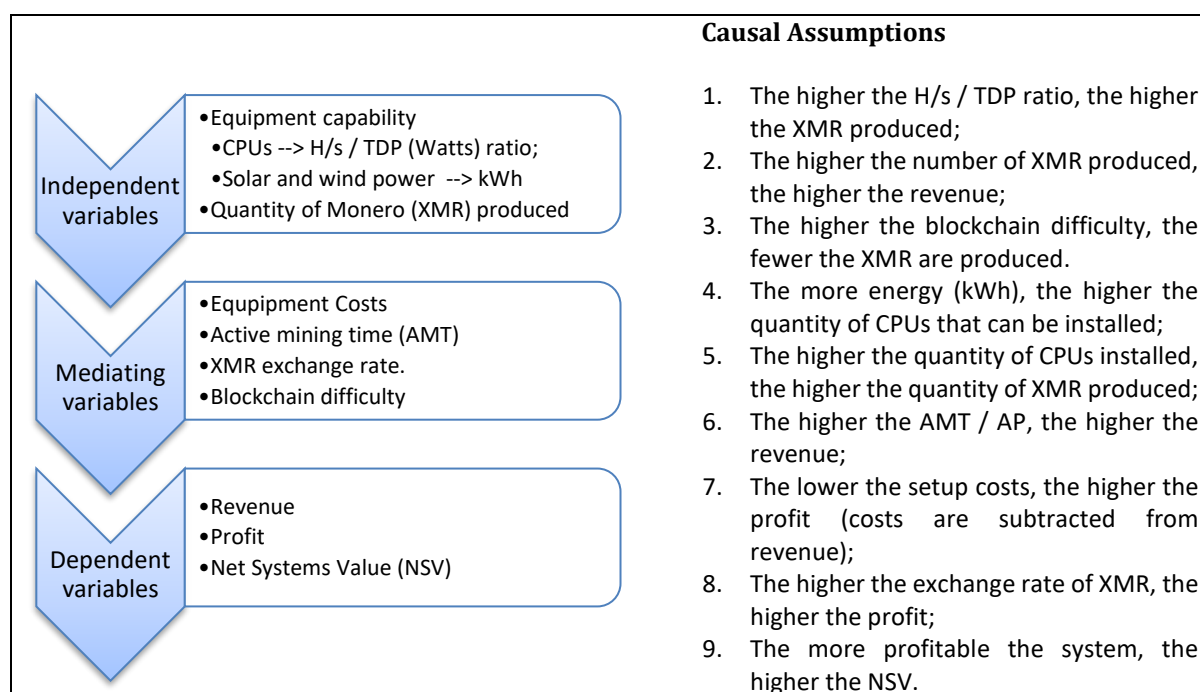 Independent
variables
•Equipment capability
•CPUs --> H/s / TDP (Watts) ratio;
•Solar and wind power --> kWh
•Quantity of Monero (XMR) produced
Mediating
variables
•Equpipment Costs
•Active mining time (AMT)
•XMR exchange rate.
•Blockchain difficulty
Dependent
variables
•Revenue
•Profit
•Net Systems Value (NSV)
Causal Assumptions
1. The higher the H/s / TDP ratio, the higher
the XMR produced;
2. The higher the number of XMR produced,
the higher the revenue;
3. The higher the blockchain difficulty, the
fewer the XMR are produced.
4. The more energy (kWh), the higher the
quantity of CPUs that can be installed;
5. The higher the quantity of CPUs installed,
the higher the quantity of XMR produced;
6. The higher the AMT / AP, the higher the
revenue;
7. The lower the setup costs, the higher the
profit (costs are subtracted from
revenue);
8. The higher the exchange rate of XMR, the
higher the profit;
9. The more profitable the system, the
higher the NSV.